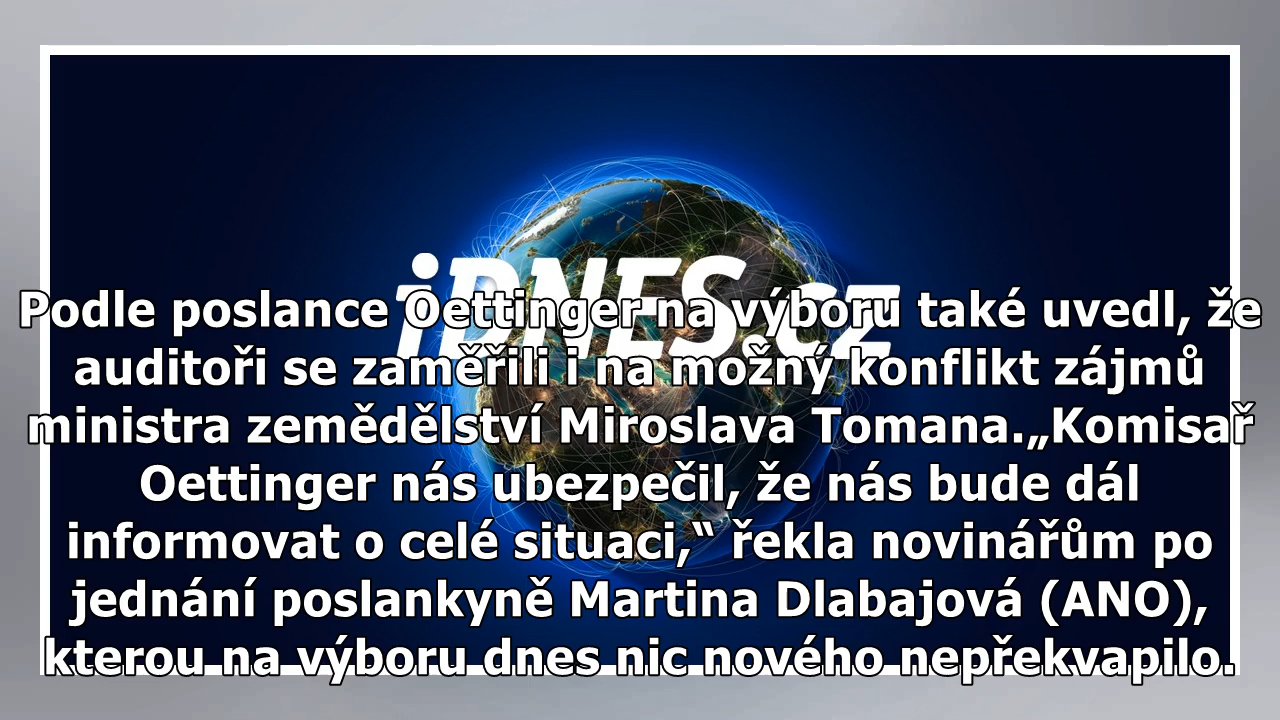 iDNES.cz
Podle poslance Oettinger na výboru také uvedl, že
auditoři se zaměřili i na možný konflikt zájmů
ministra zemědělství Miroslava Tomana.„Komisař
Oettinger nás ubezpečil, že nás bude dál
informovat o celé situaci,“ řekla novinářům po
jednání poslankyně Martina Dlabajová (ANO),
kterou na výboru dnes nic nového nepřekvapilo.